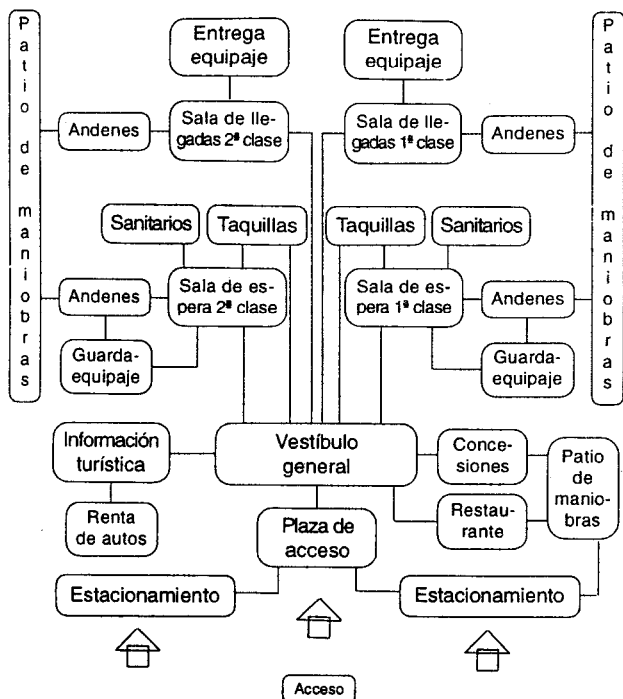 Patio de maniobras
Entrega
equipaje
Entrega
equipaje
Patio de maniobras
Andenes
Sala de lle-
gadas 2ª clase
Sala de lle-
gadas 1ª clase
Andenes
Sanitarios
Taquillas
Taquillas
Sanitarios
Andenes
Sala de es-
pera 2ª clase
Sala de es-
pera 1ª clase
Andenes
Guarda-
equipaje
Guarda-
equipaje
Información
turística
Vestíbulo
general
Conce-
siones
Patio
de
manio-
bras
Renta
de autos
Plaza de
acceso
Restau-
rante
Estacionamiento
Estacionamiento
Acceso